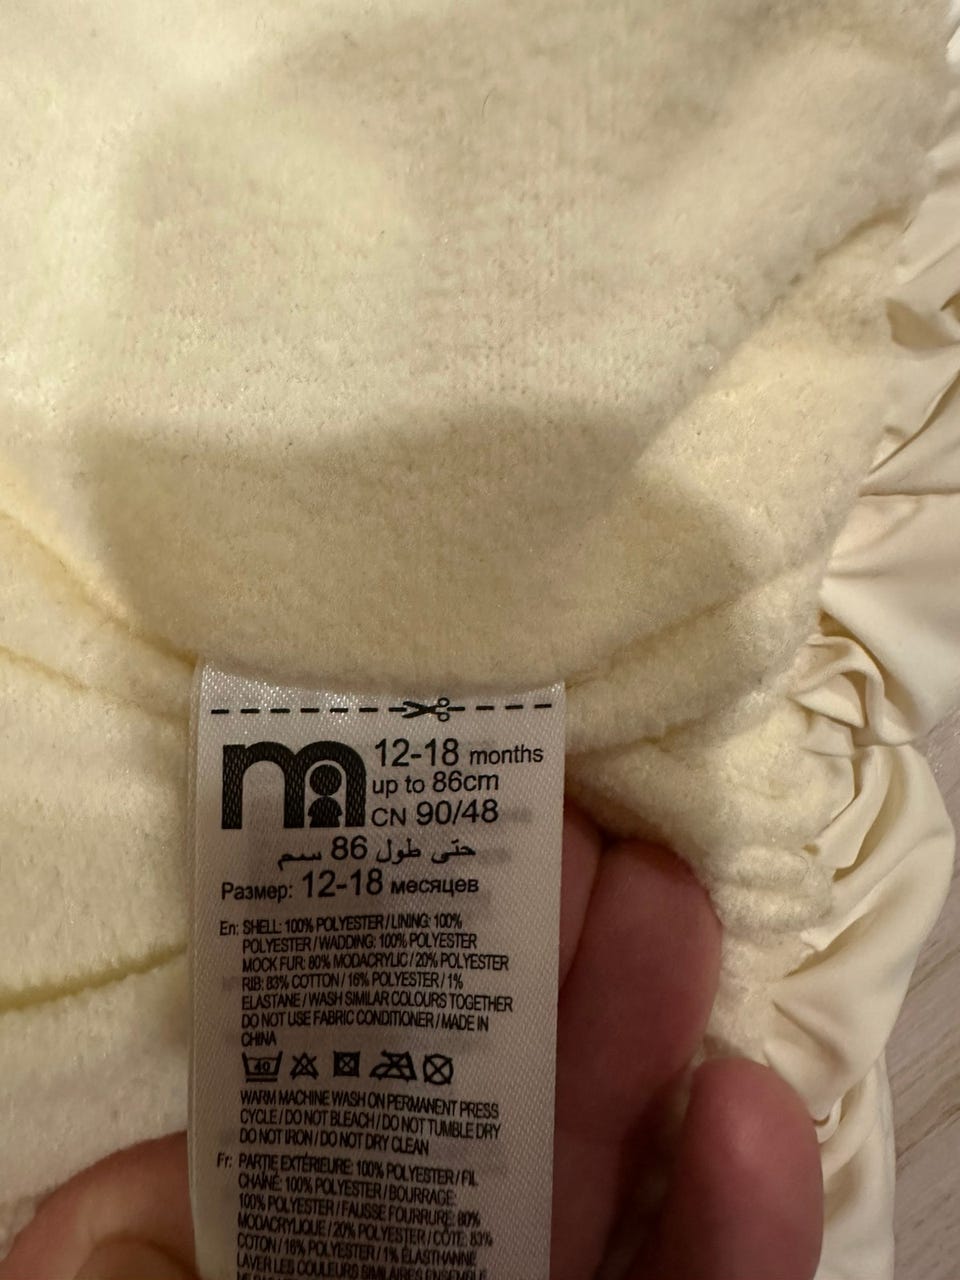 12-18 months
up to 86cm
CN 90/48
حتى طول 86 سم
Размер: 12-18 месяцев
En: SHELL: 100% POLYESTER / LINING: 100%
POLYESTER / WADDING: 100% POLYESTER
MOCK FUR: 80% MODACRYLIC / 20% POLYESTER
RIB: 83% COTTON / 16% POLYESTER / 1%
ELASTANE / WASH SIMILAR COLOURS TOGETHER
DO NOT USE FABRIC CONDITIONER / MADE IN
CHINA
40
WARM MACHINE WASH ON PERMANENT PRESS
CYCLE / DO NOT BLEACH / DO NOT TUMBLE DRY
DO NOT IRON / DO NOT DRY CLEAN
Fr: PARTIE EXTÉRIEURE: 100% POLYESTER / FIL
CHAÎNE: 100% POLYESTER / BOURRAGE:
100% POLYESTER / FAUSSE FOURRURE: 80%
MODACRYLIQUE / 20% POLYESTER / CÔTE: 83%
COTON / 16% POLYESTER / 1% ÉLASTHANNE
LAVER LES COULEURS SIMILAIRES ENSEMBLE